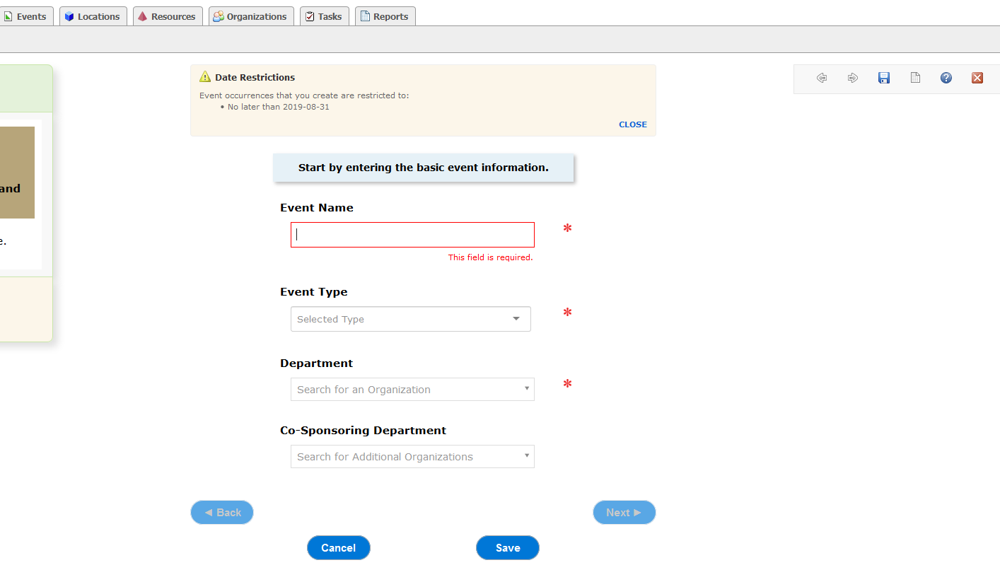 Events Locations Resources Organizations Tasks Reports
and
e.
Date Restrictions
Event occurrences that you create are restricted to:
• No later than 2019-08-31
CLOSE
Start by entering the basic event information.
Event Name
*
This field is required.
Event Type
Selected Type
*
Department
Search for an Organization
*
Co-Sponsoring Department
Search for Additional Organizations
◄ Back
Next ►
Cancel
Save